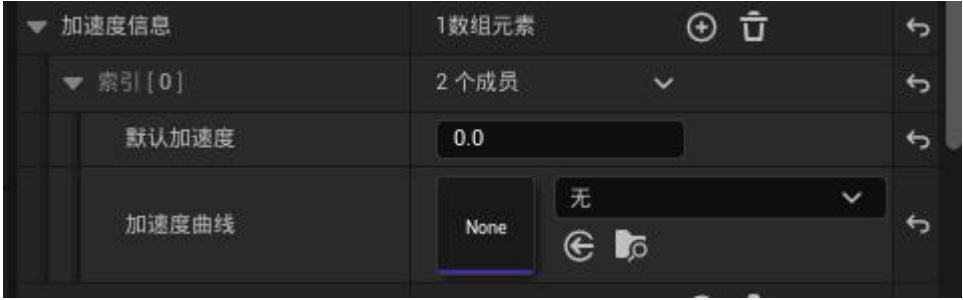 加速度信息
1数组元素
索引[0]
2 个成员
默认加速度
0.0
加速度曲线
None
无